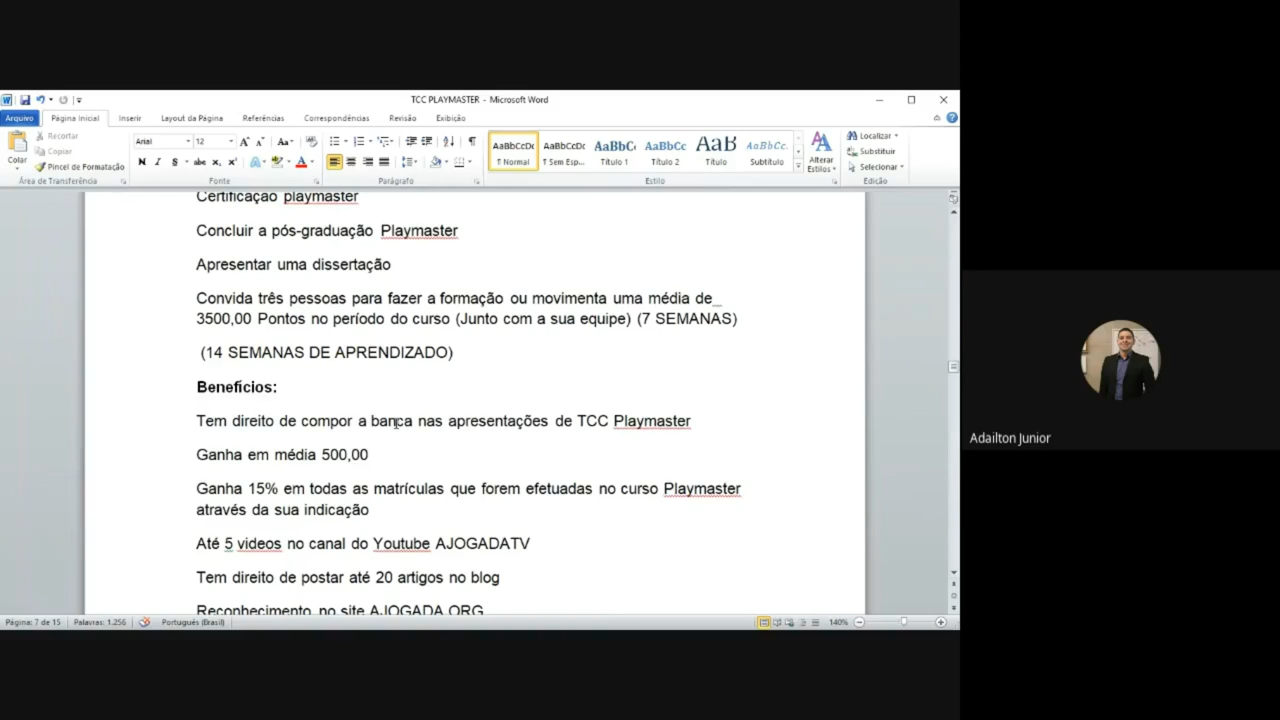 TCC PLAYMASTER - Microsoft Word
Arquivo Página Inicial Inserir Layout da Página Referências Correspondências Revisão Exibição
Colar
Recortar
Copiar
Pincel de Formatação
Área de Transferência
Arial 12
Fonte
Parágrafo
AaBbCcDc AaBbCcDc AaBbC AaBbCc AaB AaBbCc.
¶ Normal ¶ Sem Esp... Título 1 Título 2 Título Subtítulo
Alterar Estilos
Estilo
Localizar
Substituir
Selecionar
Edição
Certificação playmaster
Concluir a pós-graduação Playmaster
Apresentar uma dissertação
Convida três pessoas para fazer a formação ou movimenta uma média de
3500,00 Pontos no período do curso (Junto com a sua equipe) (7 SEMANAS)
(14 SEMANAS DE APRENDIZADO)
Benefícios:
Tem direito de compor a banca nas apresentações de TCC Playmaster
Ganha em média 500,00
Ganha 15% em todas as matrículas que forem efetuadas no curso Playmaster
através da sua indicação
Até 5 videos no canal do Youtube AJOGADATV
Tem direito de postar até 20 artigos no blog
Reconhecimento no site AJOGADA.ORG
Página: 7 de 15 Palavras: 1.256 Português (Brasil) 140%
Adailton Junior